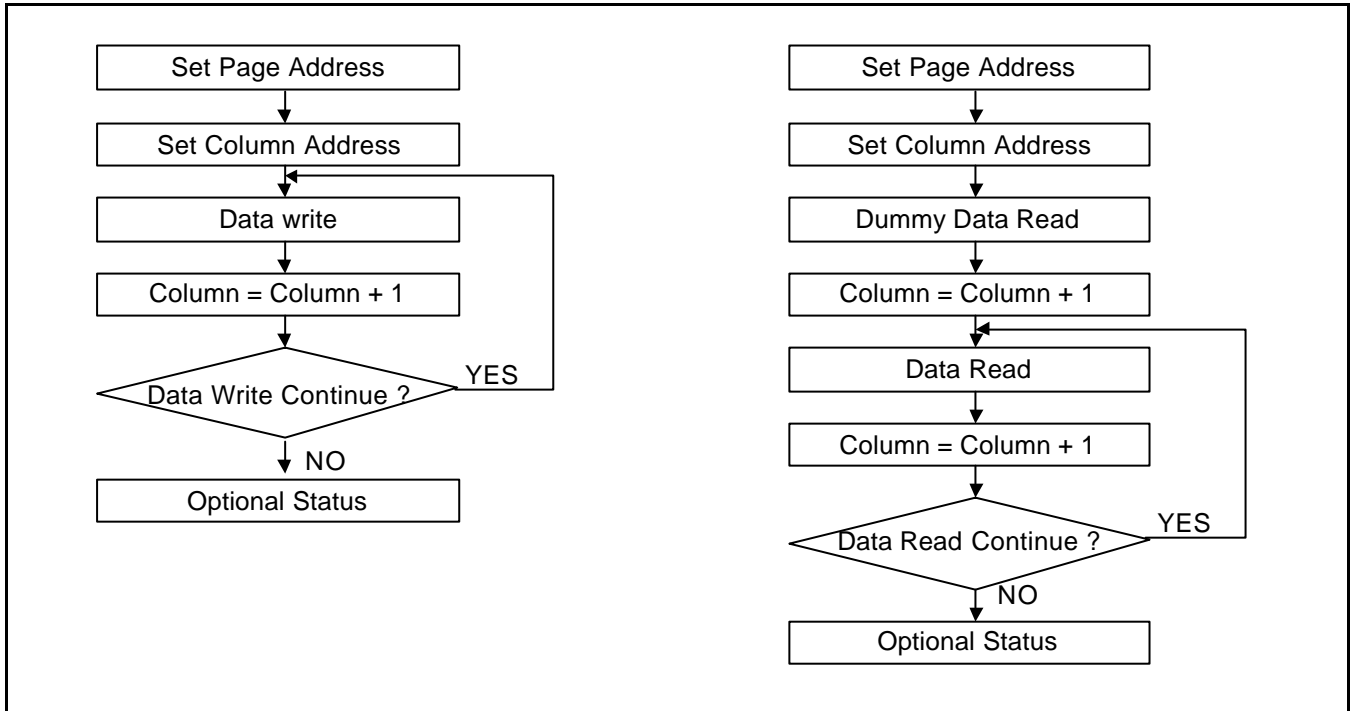 Set Page Address
Set Column Address
Data write
Column = Column + 1
Data Write Continue ?
YES
NO
Optional Status
Set Page Address
Set Column Address
Dummy Data Read
Column = Column + 1
Data Read
Column = Column + 1
Data Read Continue ?
YES
NO
Optional Status